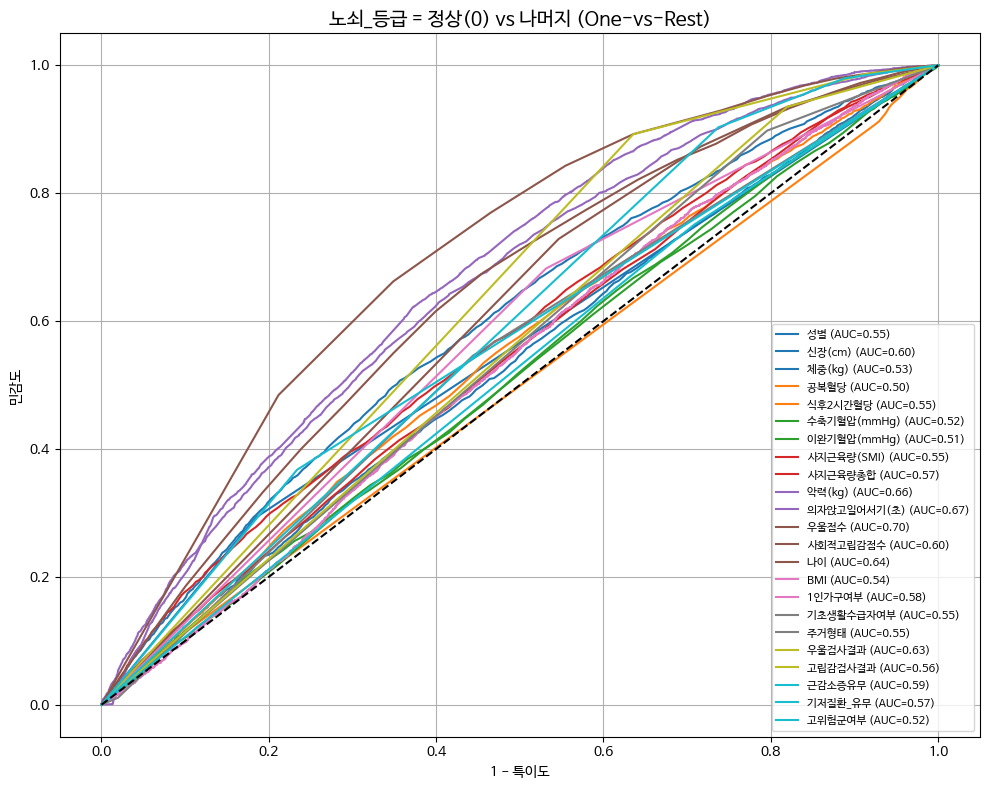 노쇠_등급 = 정상(0) vs 나머지 (One-vs-Rest)
민감도
1.0
0.8
0.6
0.4
0.2
0.0
0.0 0.2 0.4 0.6 0.8 1.0
1 - 특이도
성별 (AUC=0.55)
신장(cm) (AUC=0.60)
체중(kg) (AUC=0.53)
공복혈당 (AUC=0.50)
식후2시간혈당 (AUC=0.55)
수축기혈압(mmHg) (AUC=0.52)
이완기혈압(mmHg) (AUC=0.51)
사지근육량(SMI) (AUC=0.55)
사지근육량총합 (AUC=0.57)
악력(kg) (AUC=0.66)
의자앉고일어서기(초) (AUC=0.67)
우울점수 (AUC=0.70)
사회적고립감점수 (AUC=0.60)
나이 (AUC=0.64)
BMI (AUC=0.54)
1인가구여부 (AUC=0.58)
기초생활수급자여부 (AUC=0.55)
주거형태 (AUC=0.55)
우울검사결과 (AUC=0.63)
고립감검사결과 (AUC=0.56)
근감소증유무 (AUC=0.59)
기저질환_유무 (AUC=0.57)
고위험군여부 (AUC=0.52)